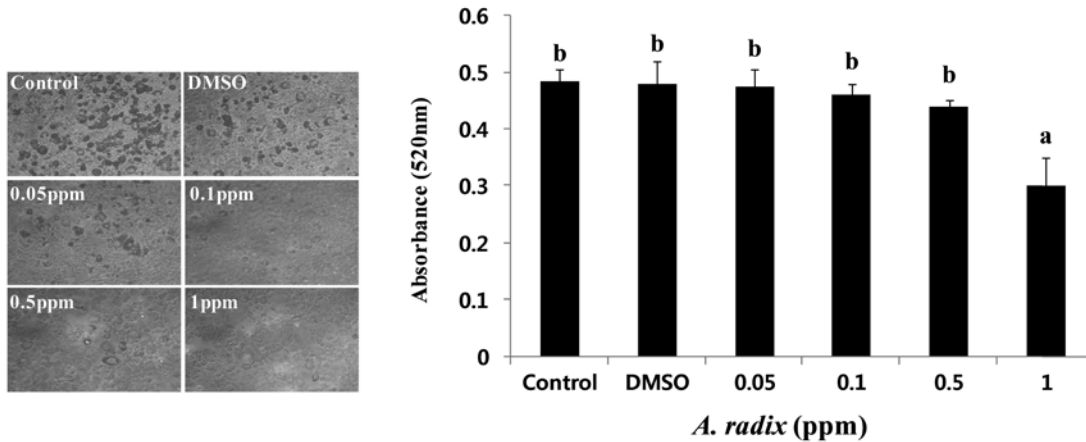 Control DMSO
0.05ppm 0.1ppm
0.5ppm 1ppm
Absorbance (520nm)
0.6
0.5
0.4
0.3
0.2
0.1
0
b b b b b a
Control DMSO 0.05 0.1 0.5 1
A. radix (ppm)